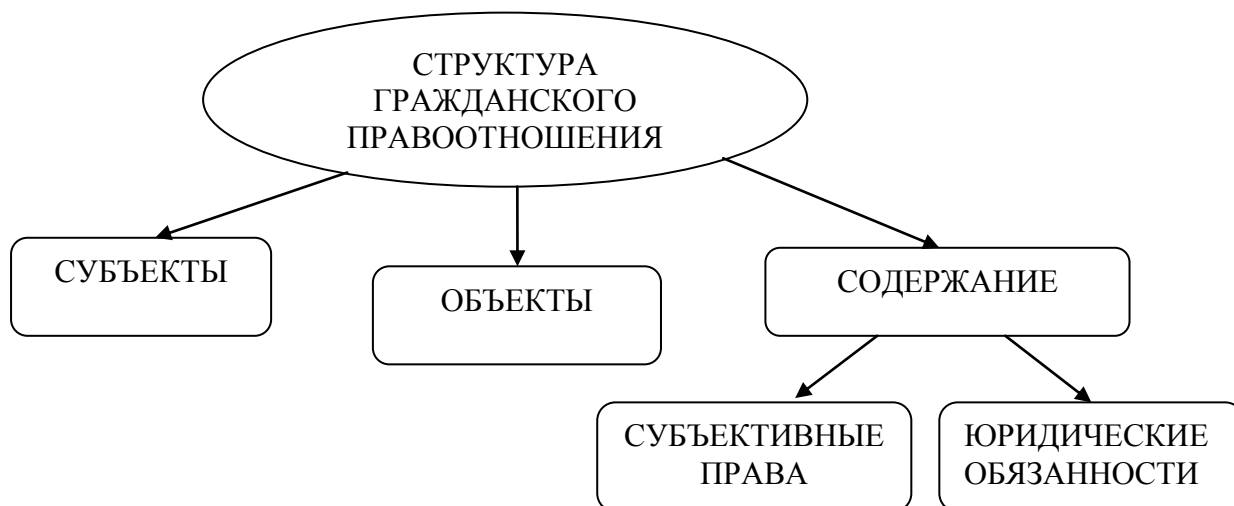 СТРУКТУРА
ГРАЖДАНСКОГО
ПРАВООТНОШЕНИЯ
СУБЪЕКТЫ
ОБЪЕКТЫ
СОДЕРЖАНИЕ
СУБЪЕКТИВНЫЕ
ПРАВА
ЮРИДИЧЕСКИЕ
ОБЯЗАННОСТИ